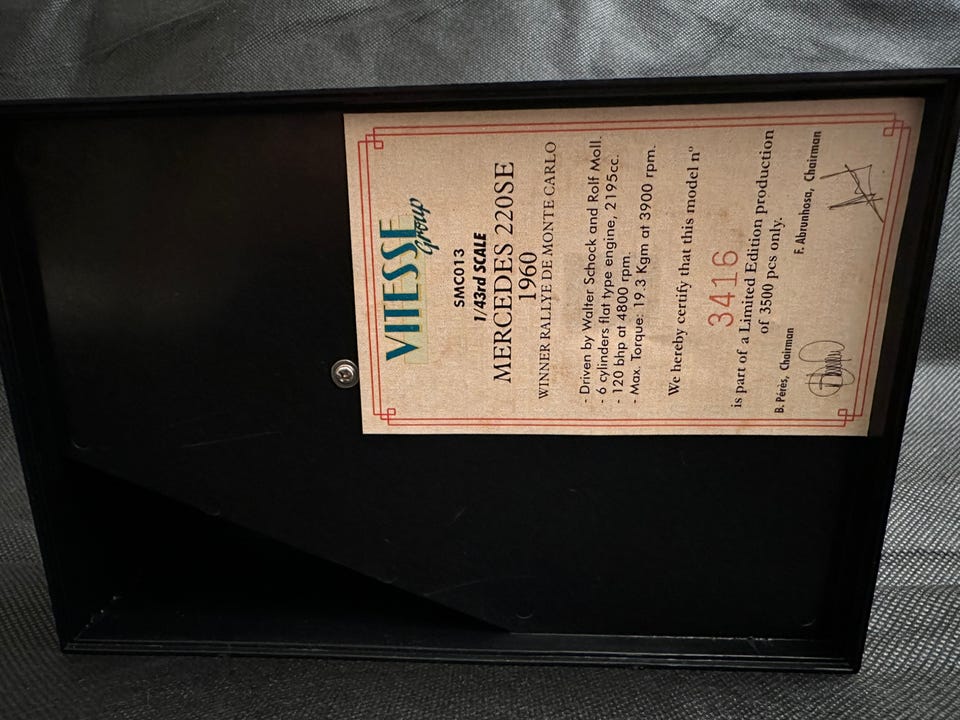 VITESSE
Group
SMC013
1/43rd SCALE
MERCEDES 220SE
1960
WINNER RALLYE DE MONTE CARLO
- Driven by Walter Schock and Rolf Moll.
- 6 cylinders flat type engine, 2195cc.
- 120 bhp at 4800 rpm.
- Max. Torque: 19.3 Kgm at 3900 rpm.
We hereby certify that this model nº
3416
is part of a Limited Edition production
of 3500 pcs only.
B. Pérès, Chairman
F. Abrunhosa, Chairman